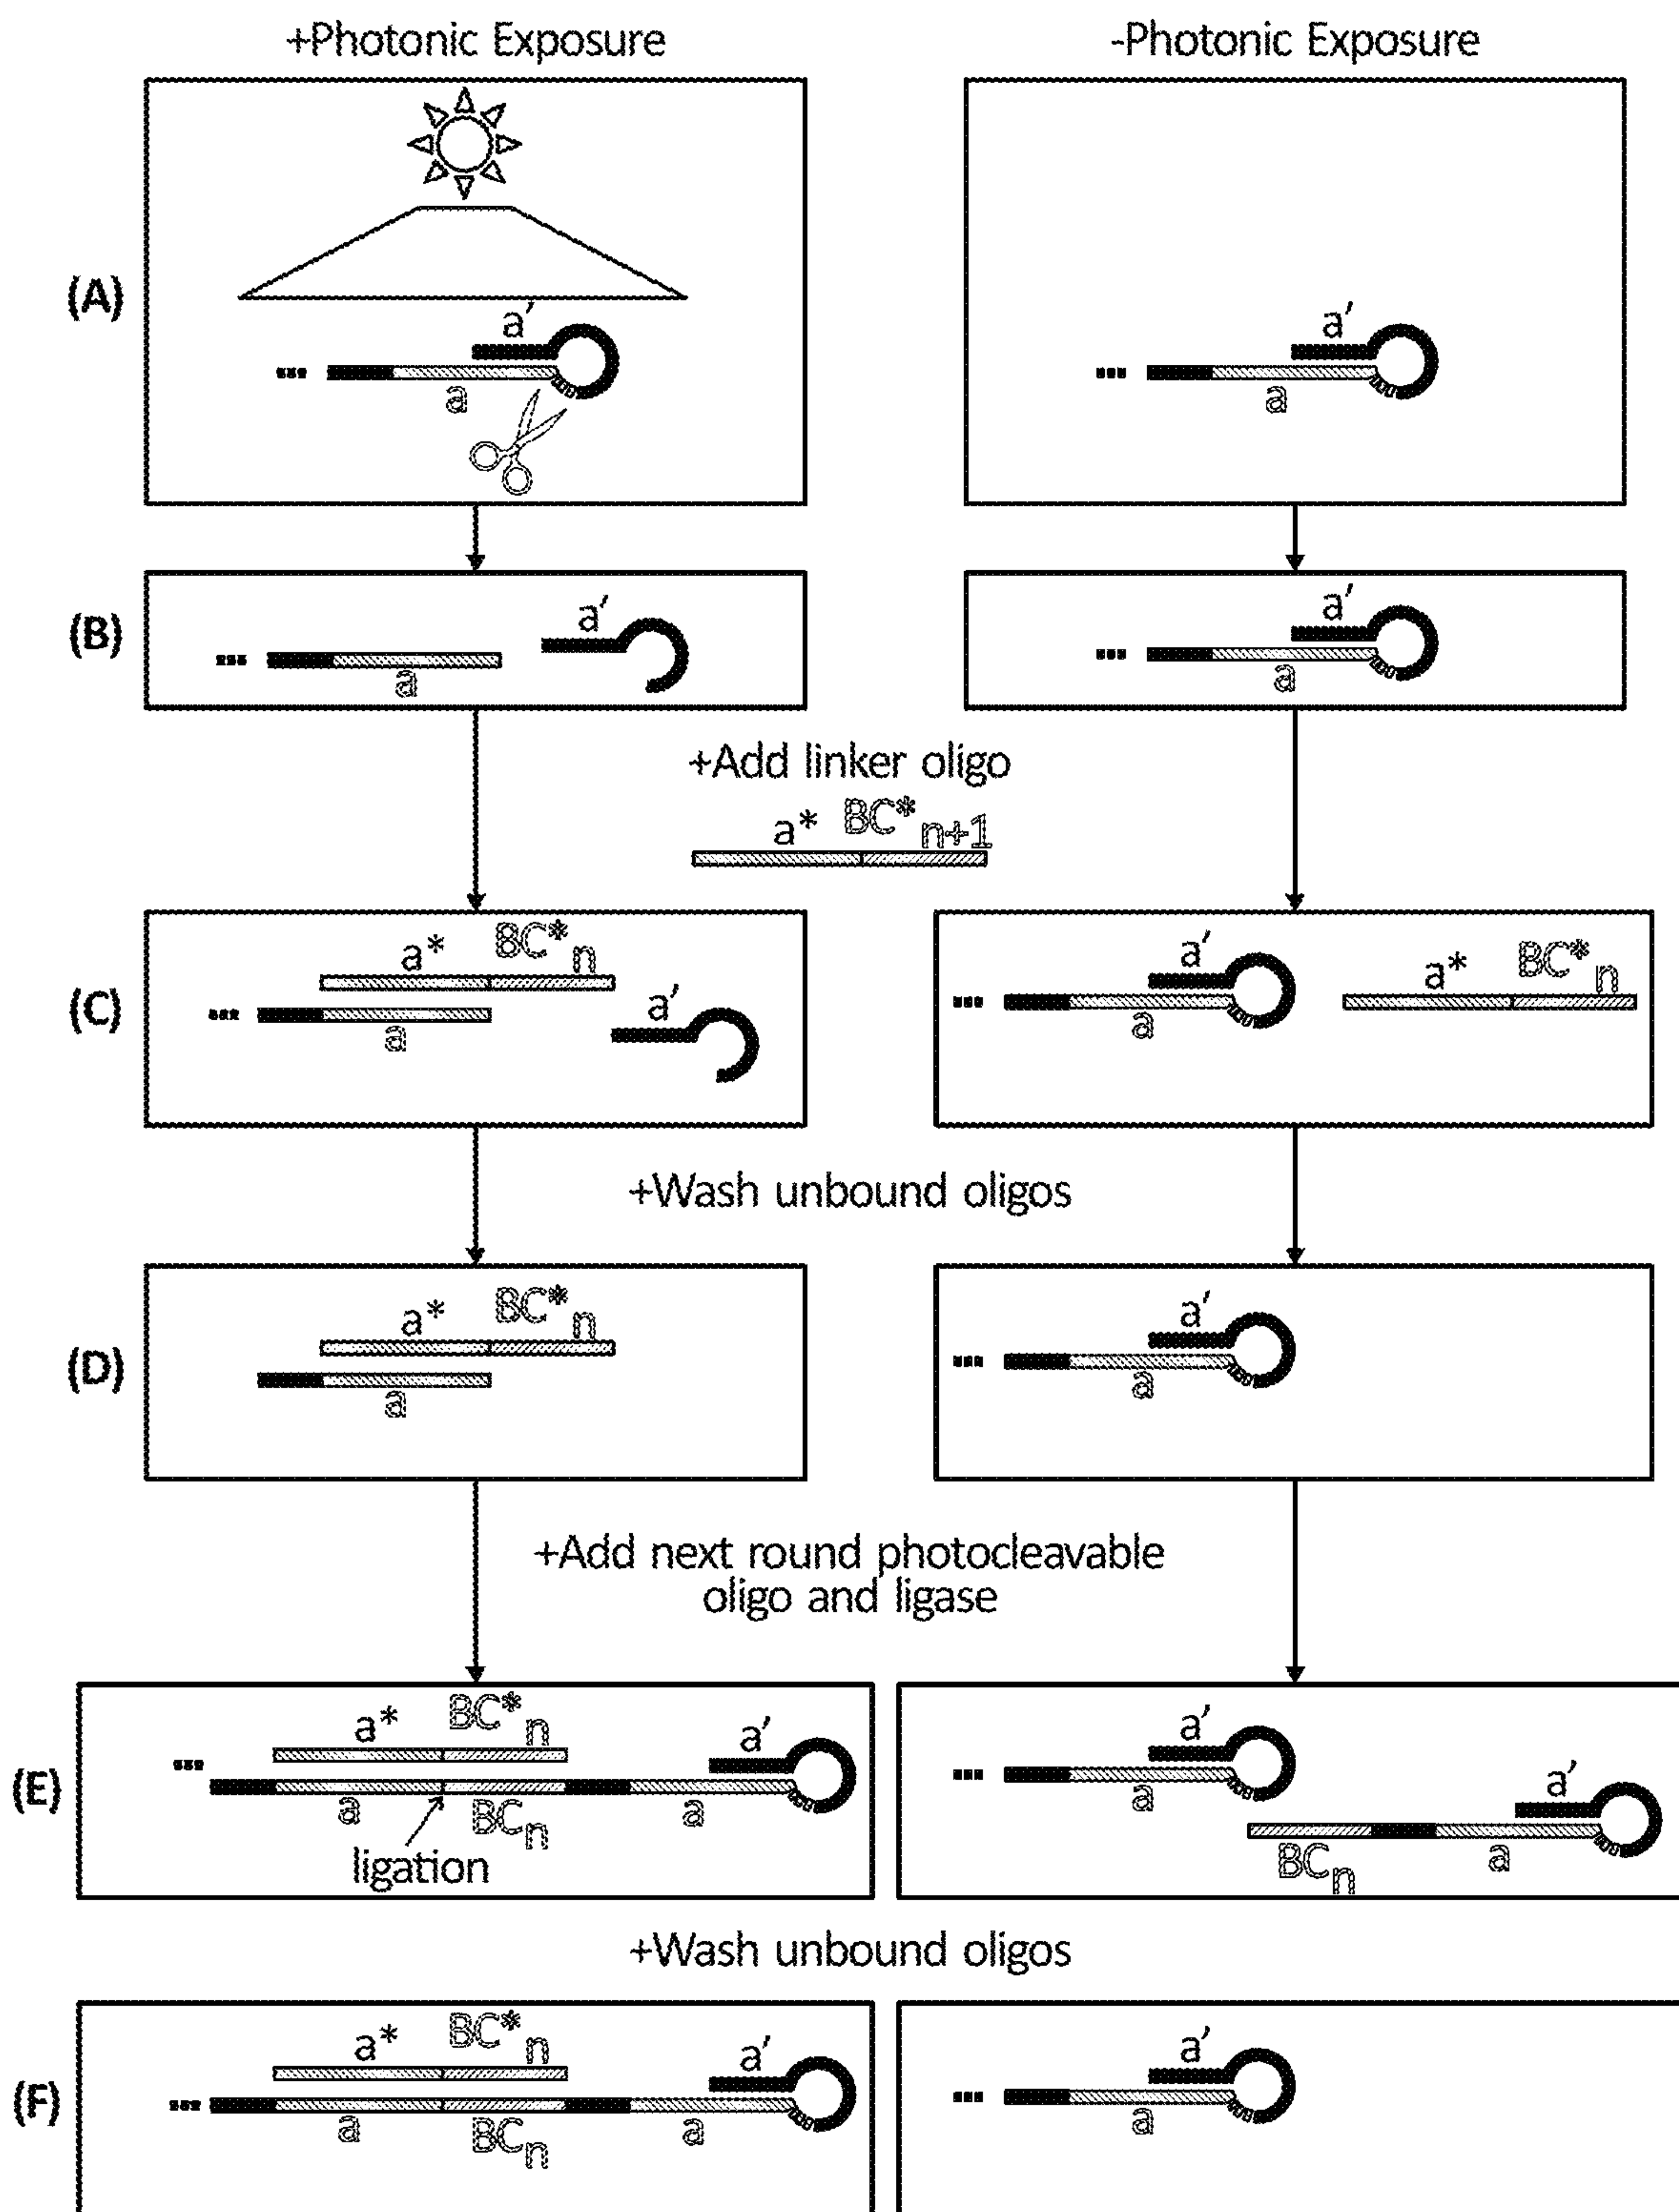 +Photonic Exposure
-Photonic Exposure
(A)
a′
a
a′
a
(B)
a′
a
a′
a
+Add linker oligo
a* BC*n+1
(C)
a* BC*n
a
a′
a′
a
a* BC*n
+Wash unbound oligos
(D)
a* BC*n
a
a′
a
+Add next round photocleavable
oligo and ligase
(E)
a* BC*n
a′
a BCn a
ligation
a′
a
a′
BCn a
+Wash unbound oligos
(F)
a* BC*n
a′
a BCn a
a′
a